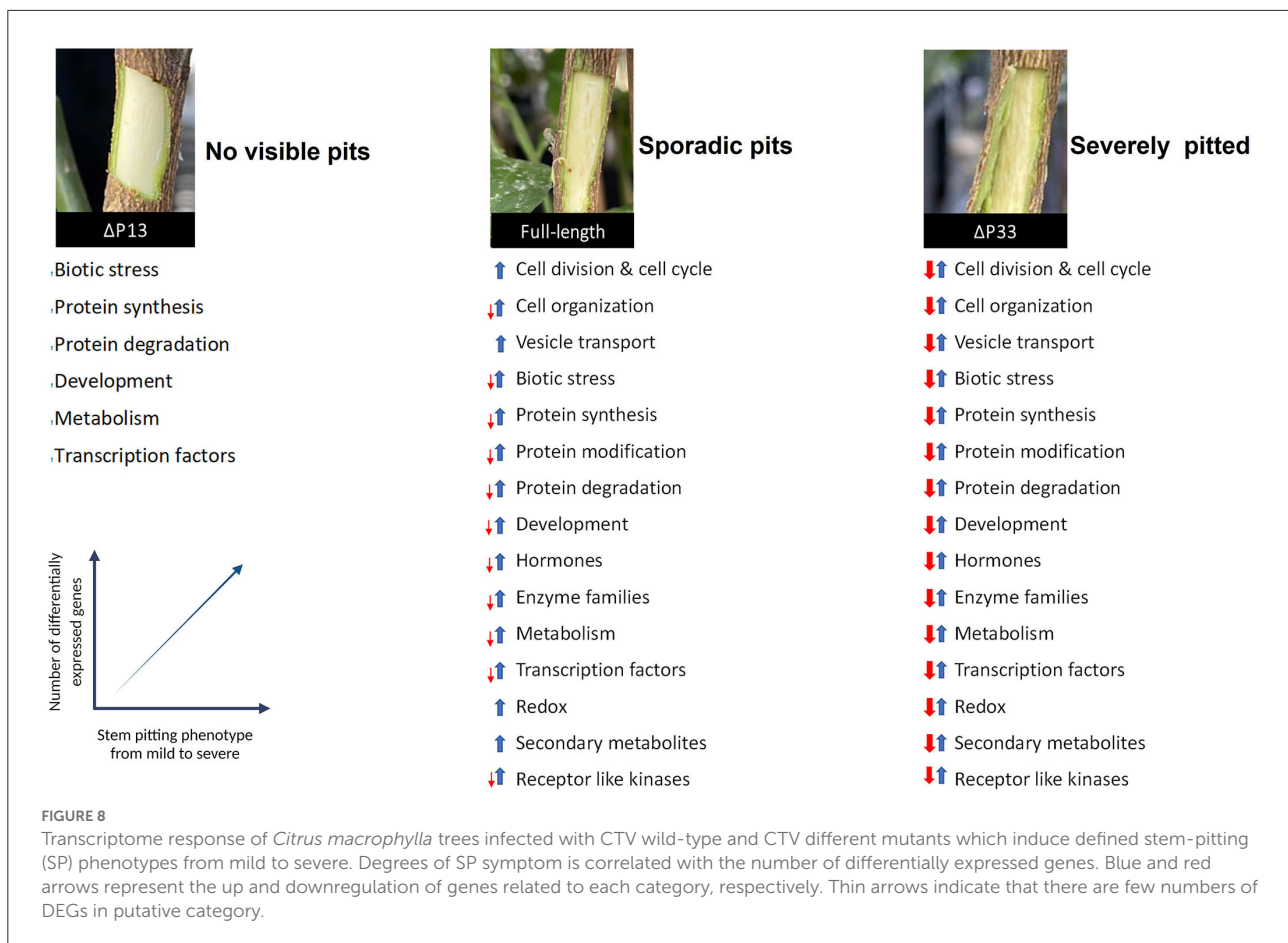 No visible pits
ΔP13
Biotic stress
Protein synthesis
Protein degradation
Development
Metabolism
Transcription factors
Number of differentially
expressed genes
Stem pitting phenotype
from mild to severe
Sporadic pits
Full-length
Cell division & cell cycle
Cell organization
Vesicle transport
Biotic stress
Protein synthesis
Protein modification
Protein degradation
Development
Hormones
Enzyme families
Metabolism
Transcription factors
Redox
Secondary metabolites
Receptor like kinases
Severely pitted
ΔP33
Cell division & cell cycle
Cell organization
Vesicle transport
Biotic stress
Protein synthesis
Protein modification
Protein degradation
Development
Hormones
Enzyme families
Metabolism
Transcription factors
Redox
Secondary metabolites
Receptor like kinases
FIGURE 8
Transcriptome response of Citrus macrophylla trees infected with CTV wild-type and CTV different mutants which induce defined stem-pitting
(SP) phenotypes from mild to severe. Degrees of SP symptom is correlated with the number of differentially expressed genes. Blue and red
arrows represent the up and downregulation of genes related to each category, respectively. Thin arrows indicate that there are few numbers of
DEGs in putative category.